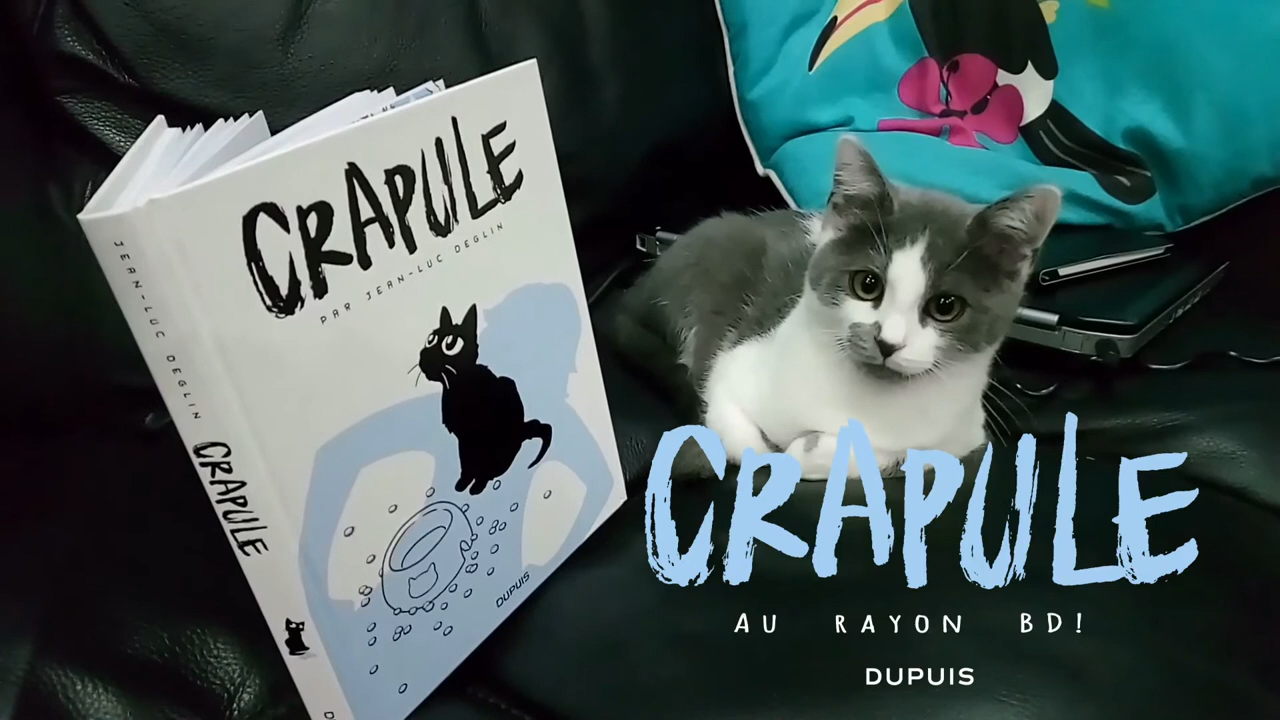 CRAPULE
PAR JEAN-LUC DEGLIN
JEAN-LUC DEGLIN
CRAPULE
DUPUIS
CRAPULE
AU RAYON BD!
DUPUIS